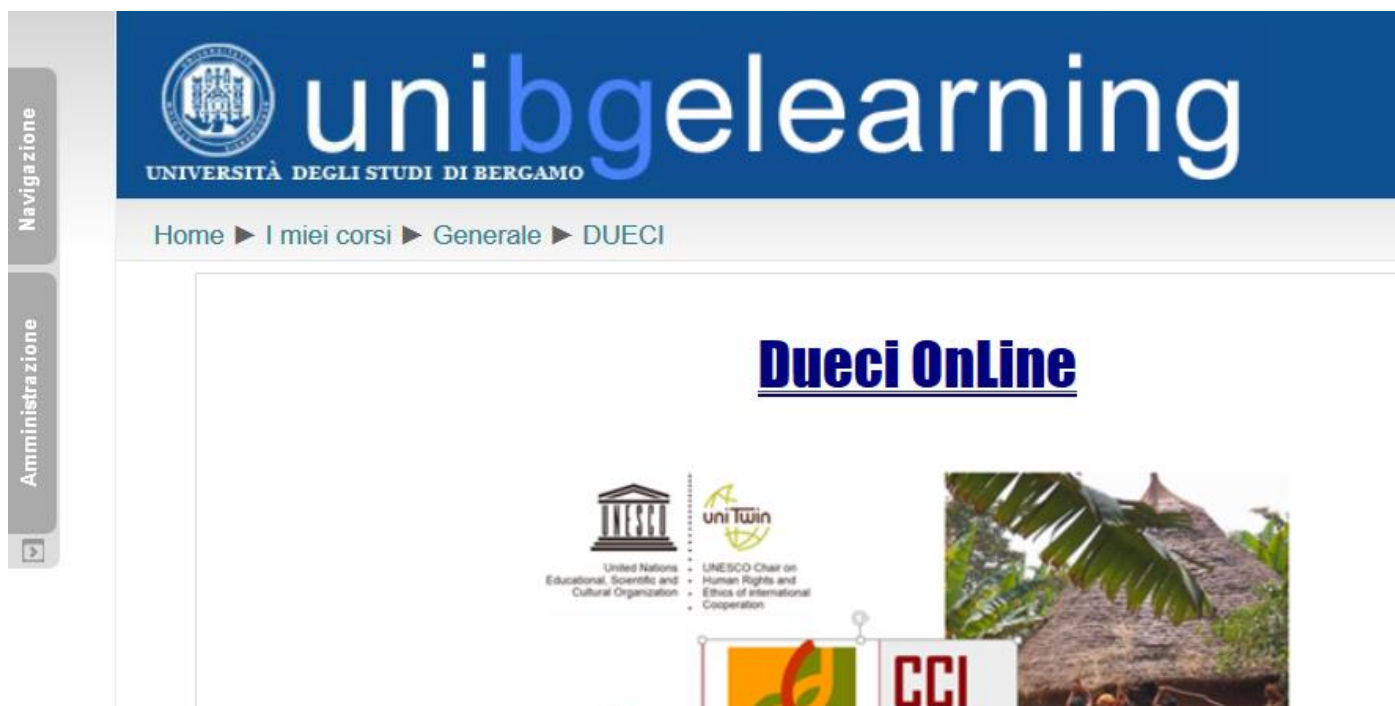 unibgelearning
UNIVERSITÀ DEGLI STUDI DI BERGAMO
Navigazione
Amministrazione
Home ► I miei corsi ► Generale ► DUECI
Dueci OnLine
UNESCO
uniTwin
United Nations
Educational, Scientific and
Cultural Organization
UNESCO Chair on
Human Rights and
Ethics of international
Cooperation
CCI